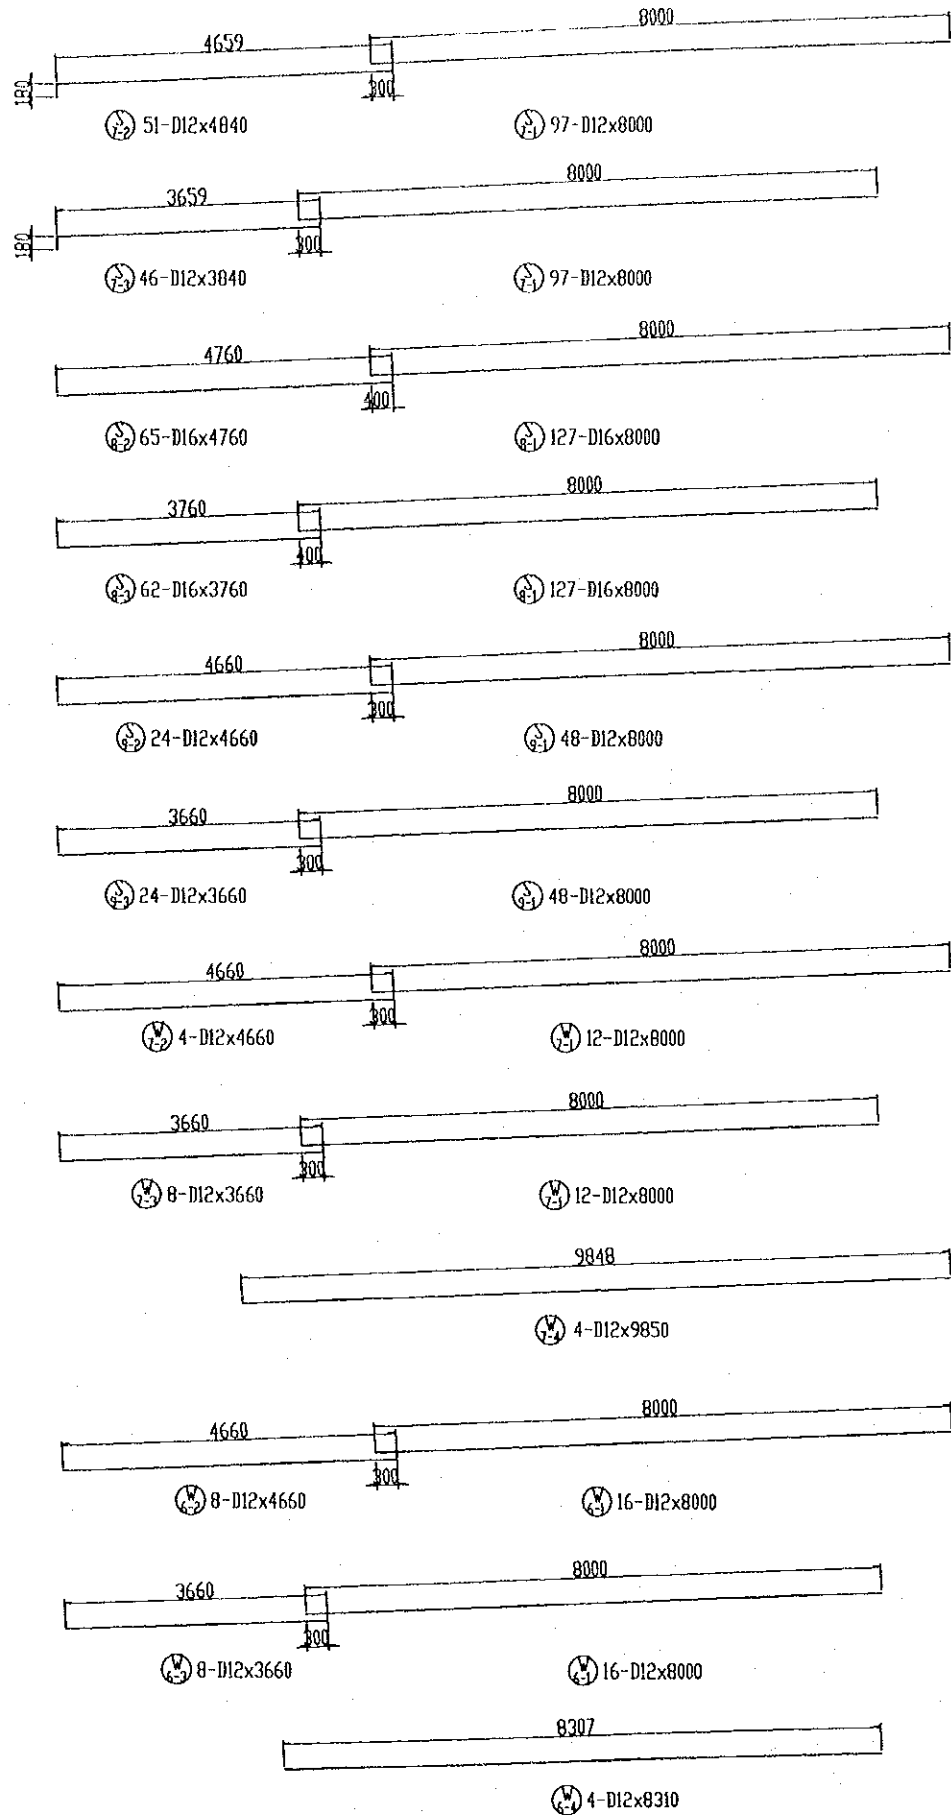 8000
4659
180
300
S 7-2 51-D12x4840
S 7-1 97-D12x8000
8000
3659
180
300
S 7-3 46-D12x3840
S 7-1 97-D12x8000
8000
4760
400
S 8-2 65-D16x4760
S 8-1 127-D16x8000
8000
3760
400
S 8-3 62-D16x3760
S 8-1 127-D16x8000
8000
4660
300
S 9-2 24-D12x4660
S 9-1 48-D12x8000
8000
3660
300
S 9-3 24-D12x3660
S 9-1 48-D12x8000
8000
4660
300
W 7-2 4-D12x4660
W 7-1 12-D12x8000
8000
3660
300
W 7-3 8-D12x3660
W 7-1 12-D12x8000
9848
W 7-4 4-D12x9850
8000
4660
300
W 6-2 8-D12x4660
W 6-1 16-D12x8000
8000
3660
300
W 6-3 8-D12x3660
W 6-1 16-D12x8000
8307
W 6-4 4-D12x8310